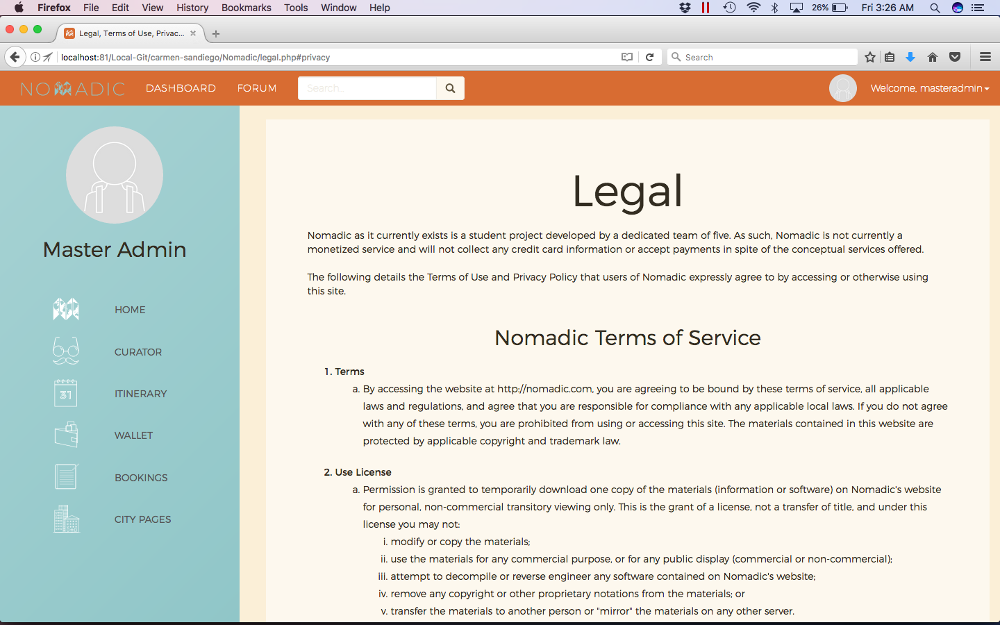 Firefox File Edit View History Bookmarks Tools Window Help 26% Fri 3:26 AM
Legal, Terms of Use, Privac...
localhost:81/Local-Git/carmen-sandiego/Nomadic/legal.php#privacy Search
NOMADIC DASHBOARD FORUM Search... Welcome, masteradmin
Master Admin
HOME
CURATOR
31 ITINERARY
WALLET
BOOKINGS
CITY PAGES
Legal
Nomadic as it currently exists is a student project developed by a dedicated team of five. As such, Nomadic is not currently a
monetized service and will not collect any credit card information or accept payments in spite of the conceptual services offered.
The following details the Terms of Use and Privacy Policy that users of Nomadic expressly agree to by accessing or otherwise using
this site.
Nomadic Terms of Service
1. Terms
a. By accessing the website at http://nomadic.com, you are agreeing to be bound by these terms of service, all applicable
laws and regulations, and agree that you are responsible for compliance with any applicable local laws. If you do not agree
with any of these terms, you are prohibited from using or accessing this site. The materials contained in this website are
protected by applicable copyright and trademark law.
2. Use License
a. Permission is granted to temporarily download one copy of the materials (information or software) on Nomadic's website
for personal, non-commercial transitory viewing only. This is the grant of a license, not a transfer of title, and under this
license you may not:
i. modify or copy the materials;
ii. use the materials for any commercial purpose, or for any public display (commercial or non-commercial);
iii. attempt to decompile or reverse engineer any software contained on Nomadic's website;
iv. remove any copyright or other proprietary notations from the materials; or
v. transfer the materials to another person or "mirror" the materials on any other server.